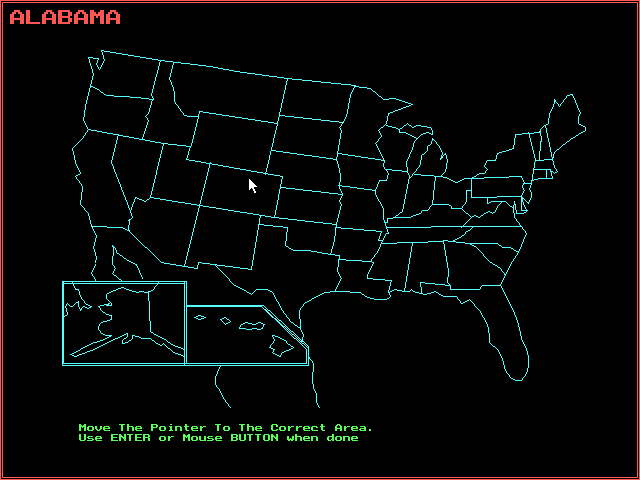 ALABAMA
Move The Pointer To The Correct Area.
Use ENTER or Mouse BUTTON when done